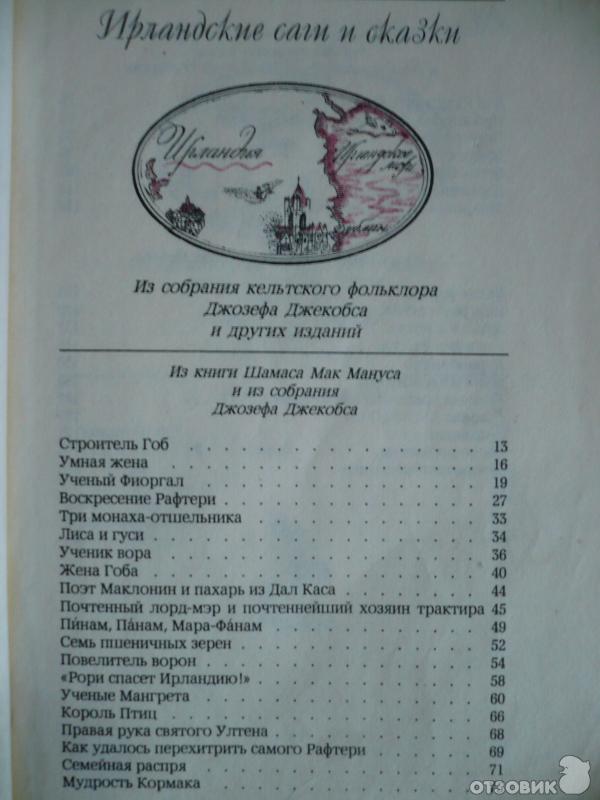 Ирландские саги и сказки
Ирландия
Ирландское
море
Из собрания кельтского фольклора
Джозефа Джекобса
и других изданий
Из книги Шамаса Мак Мануса
и из собрания
Джозефа Джекобса
Строитель Гоб . . . . . . . . . . . . . . . 13
Умная жена . . . . . . . . . . . . . . . 16
Ученый Фиоргал . . . . . . . . . . . . . . 19
Воскресение Рафтери . . . . . . . . . . . . 27
Три монаха-отшельника . . . . . . . . . . . 33
Лиса и гуси . . . . . . . . . . . . . . . 34
Ученик вора . . . . . . . . . . . . . . . 36
Жена Гоба . . . . . . . . . . . . . . . . 40
Поэт Маклонин и пахарь из Дал Каса . . . . . . . 44
Почтенный лорд-мэр и почтеннейший хозяин трактира 45
Пи́нам, Па́нам, Мара-Фа́нам . . . . . . . . . . 49
Семь пшеничных зерен . . . . . . . . . . . . 52
Повелитель ворон . . . . . . . . . . . . . 54
«Рори спасет Ирландию!» . . . . . . . . . . . 58
Ученые Мангрета . . . . . . . . . . . . . . 60
Король Птиц . . . . . . . . . . . . . . . 66
Правая рука святого Ултена . . . . . . . . . . 68
Как удалось перехитрить самого Рафтери . . . . . . 69
Семейная распря . . . . . . . . . . . . . . 71
Мудрость Кормака . . . . . . . . . . . . .
ОТЗОВИК